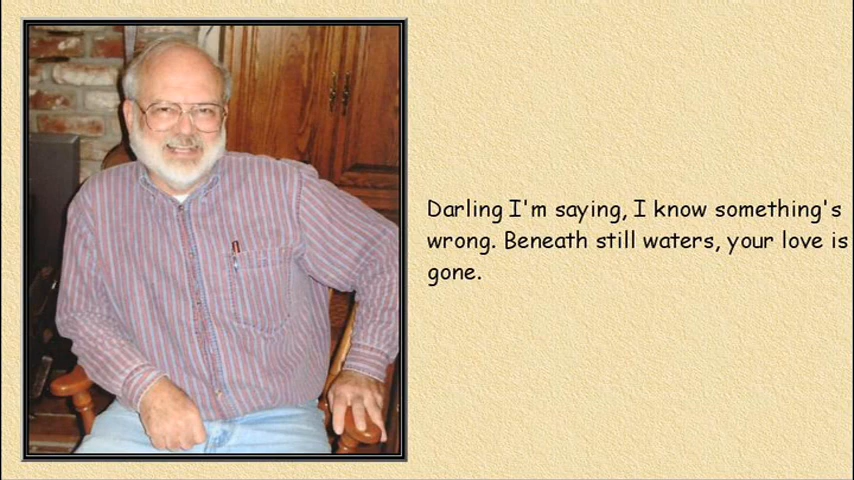 Darling I'm saying, I know something's
wrong. Beneath still waters, your love is
gone.